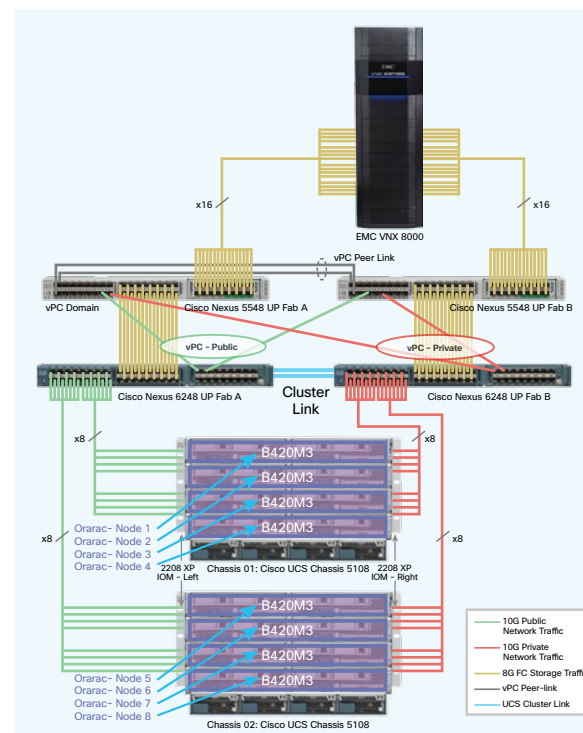 EMC
x16
x16
EMC VNX 8000
vPC Peer Link
vPC Domain
Cisco Nexus 5548 UP Fab A
Cisco Nexus 5548 UP Fab B
vPC - Public
vPC - Private
Cisco Nexus 6248 UP Fab A
Cluster
Link
Cisco Nexus 6248 UP Fab B
x8
x8
B420M3
B420M3
B420M3
B420M3
Orarac- Node 1
Orarac- Node 2
Orarac- Node 3
Orarac- Node 4
x8
x8
2208 XP
IOM - Left
Chassis 01: Cisco UCS Chassis 5108
2208 XP
IOM - Right
B420M3
B420M3
B420M3
B420M3
Orarac- Node 5
Orarac- Node 6
Orarac- Node 7
Orarac- Node 8
Chassis 02: Cisco UCS Chassis 5108
10G Public
Network Traffic
10G Private
Network Traffic
8G FC Storage Traffi
vPC Peer-link
UCS Cluster Link